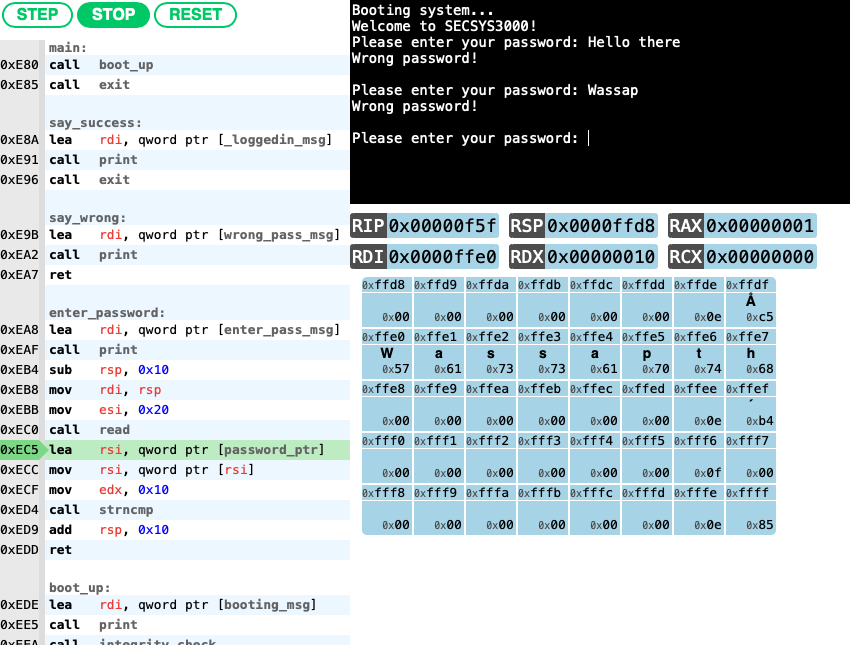 STEP STOP RESET
main:
0xE80 call boot_up
0xE85 call exit
say_success:
0xE8A lea rdi, qword ptr [_loggedin_msg]
0xE91 call print
0xE96 call exit
say_wrong:
0xE9B lea rdi, qword ptr [wrong_pass_msg]
0xEA2 call print
0xEA7 ret
enter_password:
0xEA8 lea rdi, qword ptr [enter_pass_msg]
0xEAF call print
0xEB4 sub rsp, 0x10
0xEB8 mov rdi, rsp
0xEBB mov esi, 0x20
0xEC0 call read
0xEC5 lea rsi, qword ptr [password_ptr]
0xECC mov rsi, qword ptr [rsi]
0xECF mov edx, 0x10
0xED4 call strncmp
0xED9 add rsp, 0x10
0xEDD ret
boot_up:
0xEDE lea rdi, qword ptr [booting_msg]
0xEE5 call print
0xEEA call integrity_check
Booting system...
Welcome to SECSYS3000!
Please enter your password: Hello there
Wrong password!
Please enter your password: Wassap
Wrong password!
Please enter your password:
RIP 0x00000f5f RSP 0x0000ffd8 RAX 0x00000001
RDI 0x0000ffe0 RDX 0x00000010 RCX 0x00000000
0xffd8 0xffd9 0xffda 0xffdb 0xffdc 0xffdd 0xffde 0xffdf
Å
0x00 0x00 0x00 0x00 0x00 0x00 0x0e 0xc5
0xffe0 0xffe1 0xffe2 0xffe3 0xffe4 0xffe5 0xffe6 0xffe7
W a s s a p t h
0x57 0x61 0x73 0x73 0x61 0x70 0x74 0x68
0xffe8 0xffe9 0xffea 0xffeb 0xffec 0xffed 0xffee 0xffef
´
0x00 0x00 0x00 0x00 0x00 0x00 0x0e 0xb4
0xfff0 0xfff1 0xfff2 0xfff3 0xfff4 0xfff5 0xfff6 0xfff7
0x00 0x00 0x00 0x00 0x00 0x00 0x0f 0x00
0xfff8 0xfff9 0xfffa 0xfffb 0xfffc 0xfffd 0xfffe 0xffff
0x00 0x00 0x00 0x00 0x00 0x00 0x0e 0x85